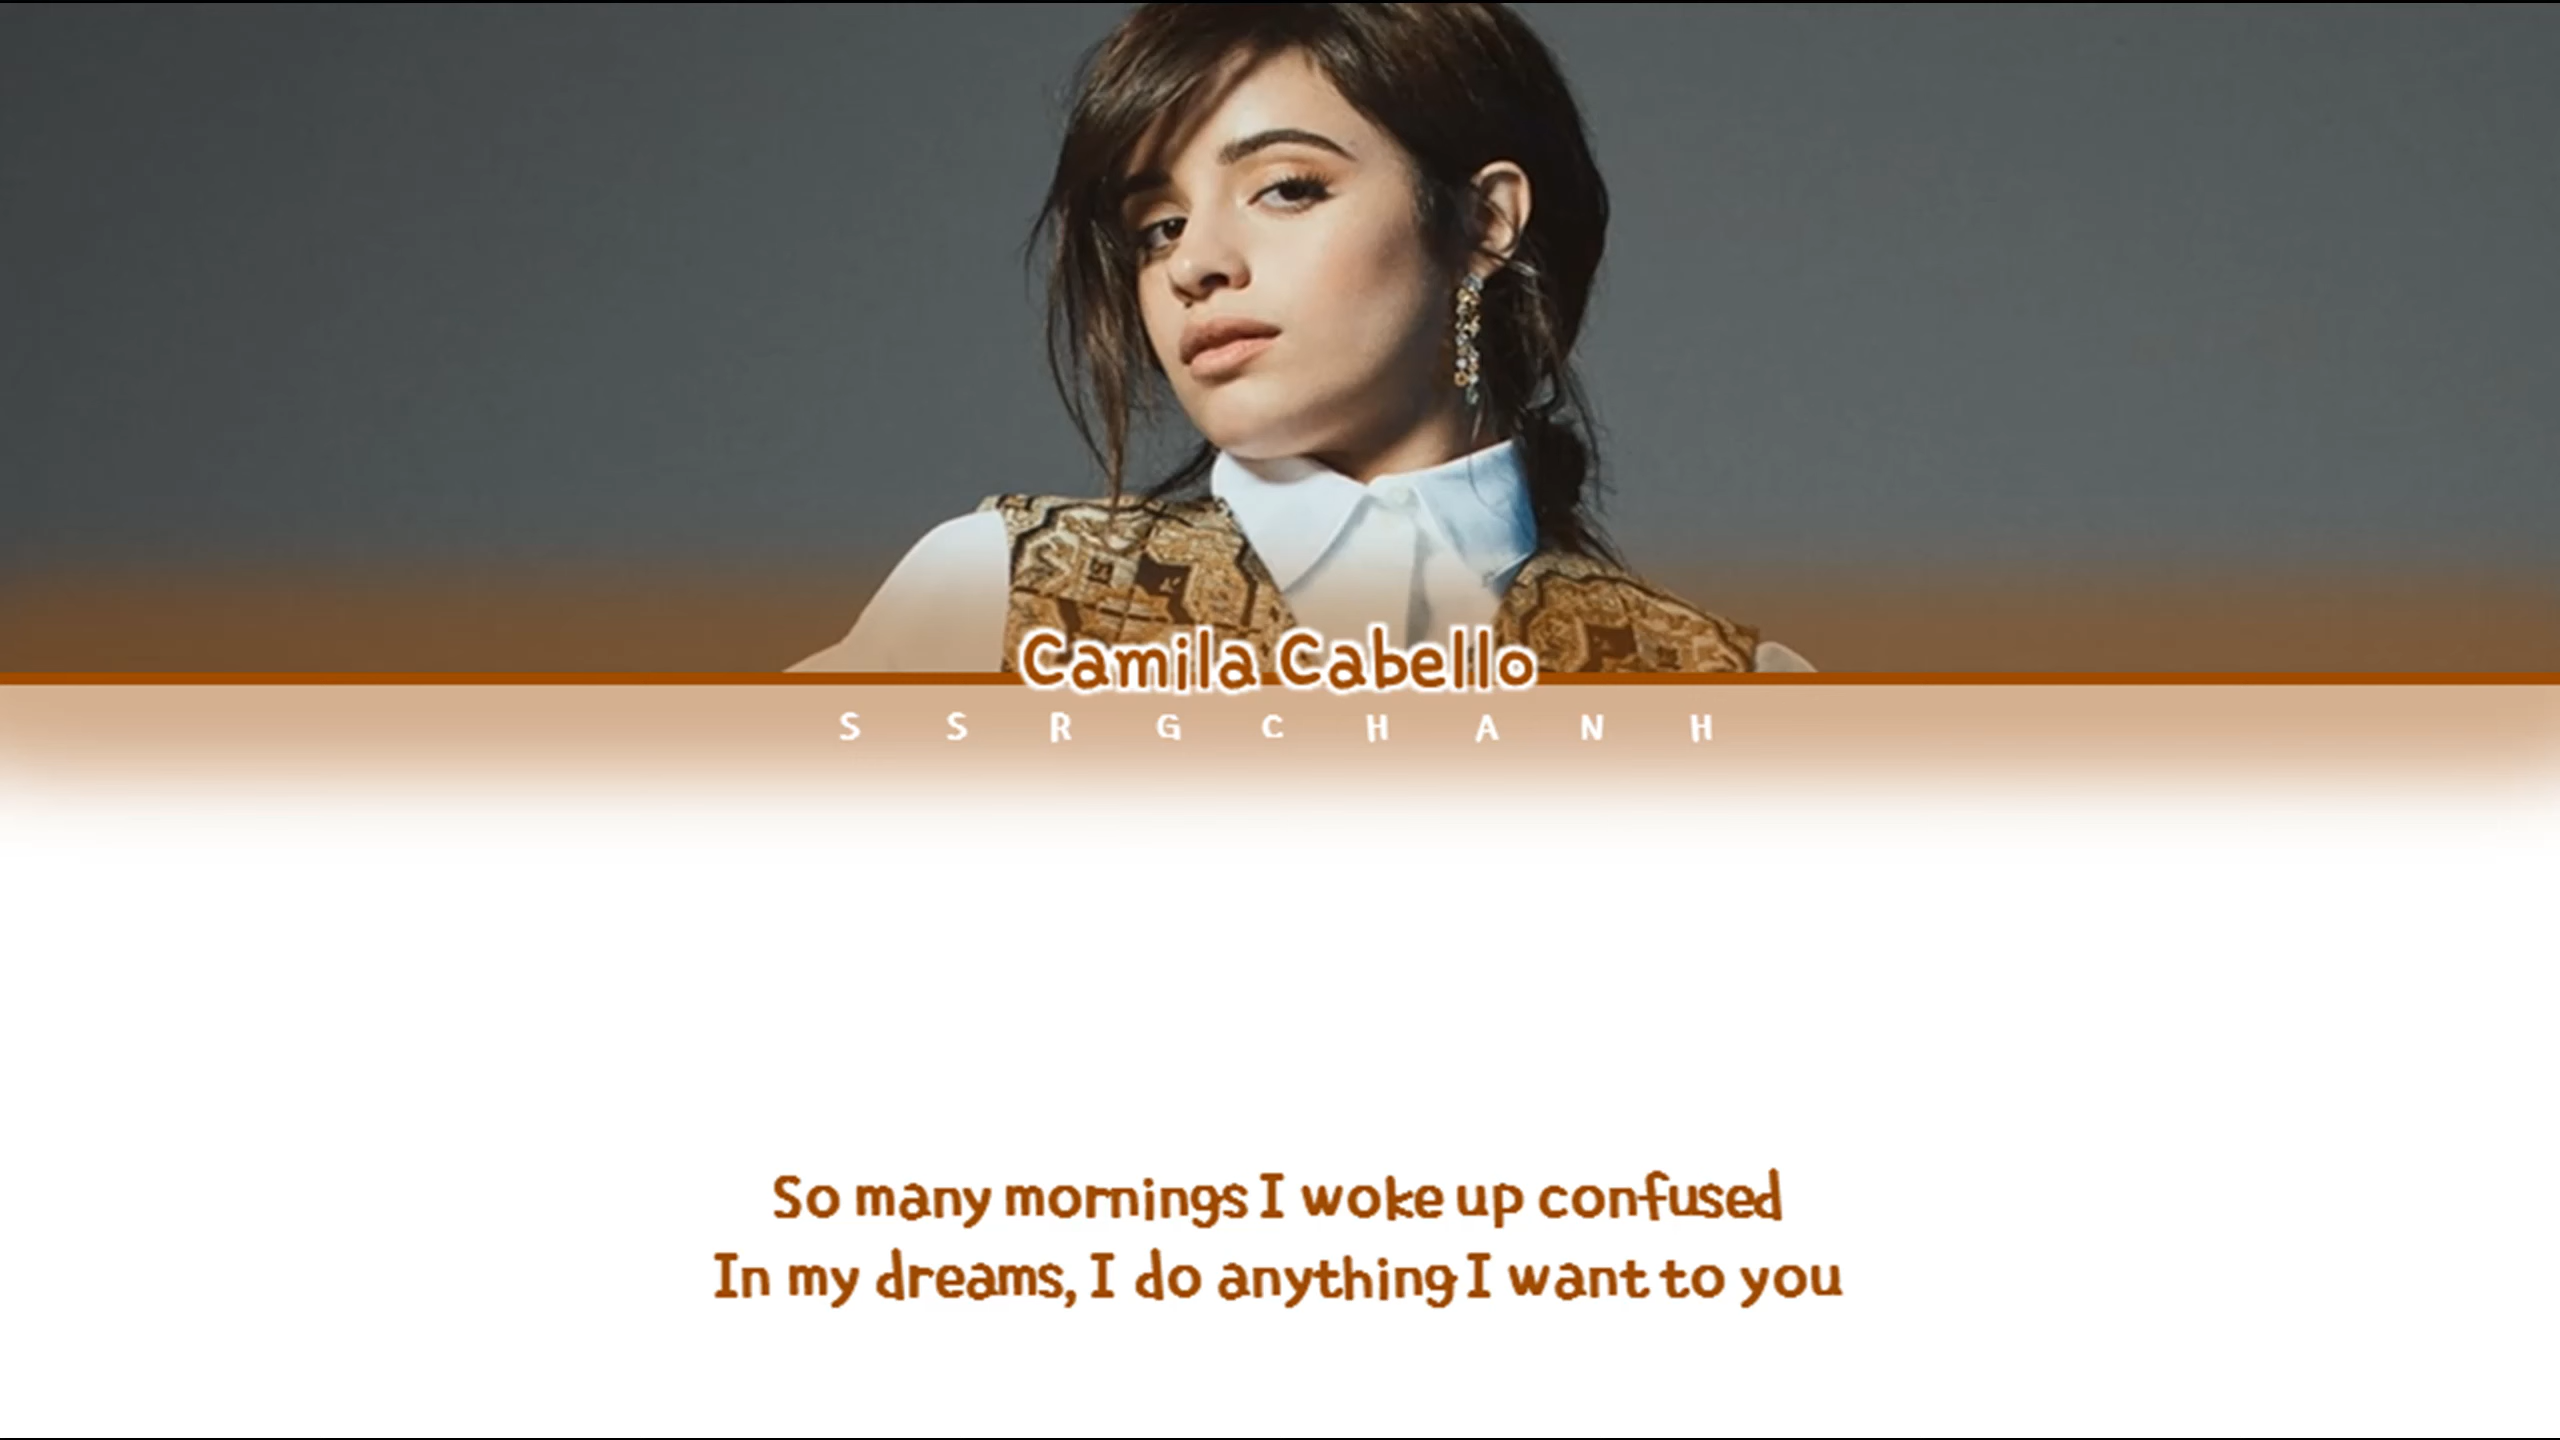 Camila Cabello
S S R G C H A N H
So many mornings I woke up confused
In my dreams, I do anything I want to you